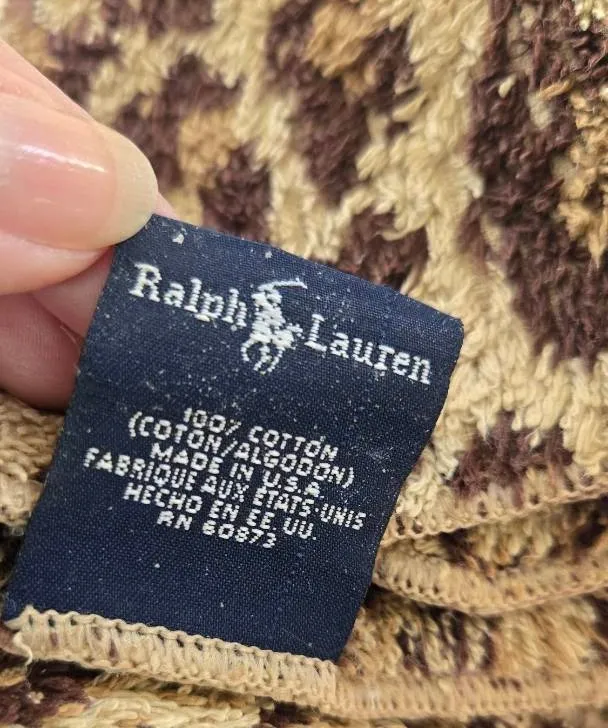 Ralph Lauren
100% COTTON
(COTON/ALGODON)
MADE IN U.S.A.
FABRIQUE AUX ETATS-UNIS
HECHO EN EE.UU.
RN 60873